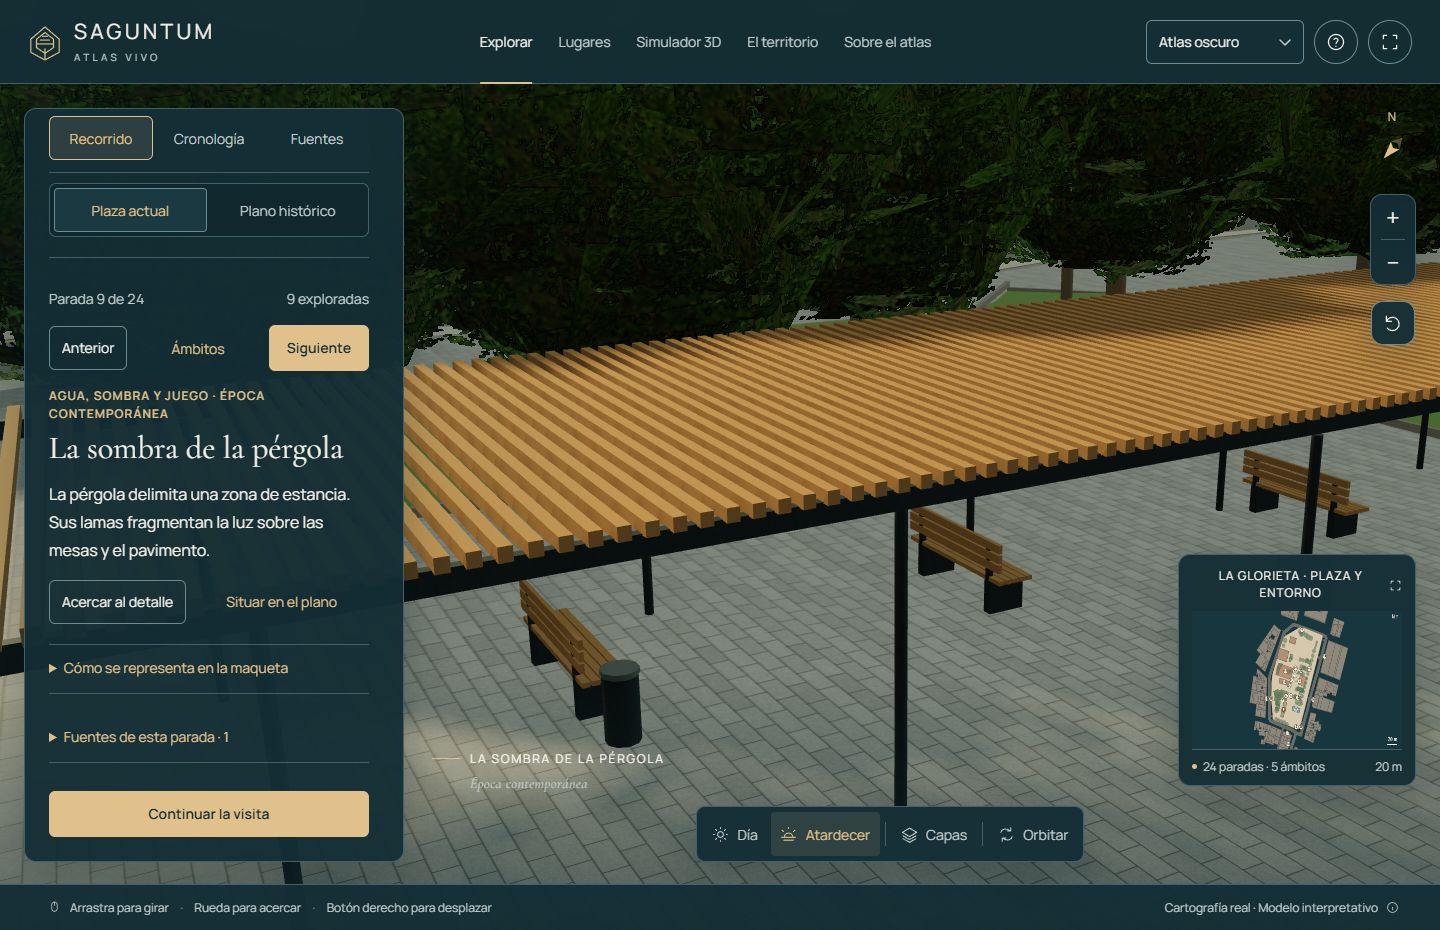 SAGUNTUM
ATLAS VIVO
Explorar
Lugares
Simulador 3D
El territorio
Sobre el atlas
Atlas oscuro
Recorrido
Cronología
Fuentes
Plaza actual
Plano histórico
Parada 9 de 24
9 exploradas
Anterior
Ámbitos
Siguiente
AGUA, SOMBRA Y JUEGO · ÉPOCA
CONTEMPORÁNEA
La sombra de la pérgola
La pérgola delimita una zona de estancia.
Sus lamas fragmentan la luz sobre las
mesas y el pavimento.
Acercar al detalle
Situar en el plano
Cómo se representa en la maqueta
Fuentes de esta parada · 1
Continuar la visita
N
+
−
LA SOMBRA DE LA PÉRGOLA
Época contemporánea
LA GLORIETA · PLAZA Y
ENTORNO
24 paradas · 5 ámbitos
20 m
Día
Atardecer
Capas
Orbitar
Arrastra para girar · Rueda para acercar · Botón derecho para desplazar
Cartografía real · Modelo interpretativo